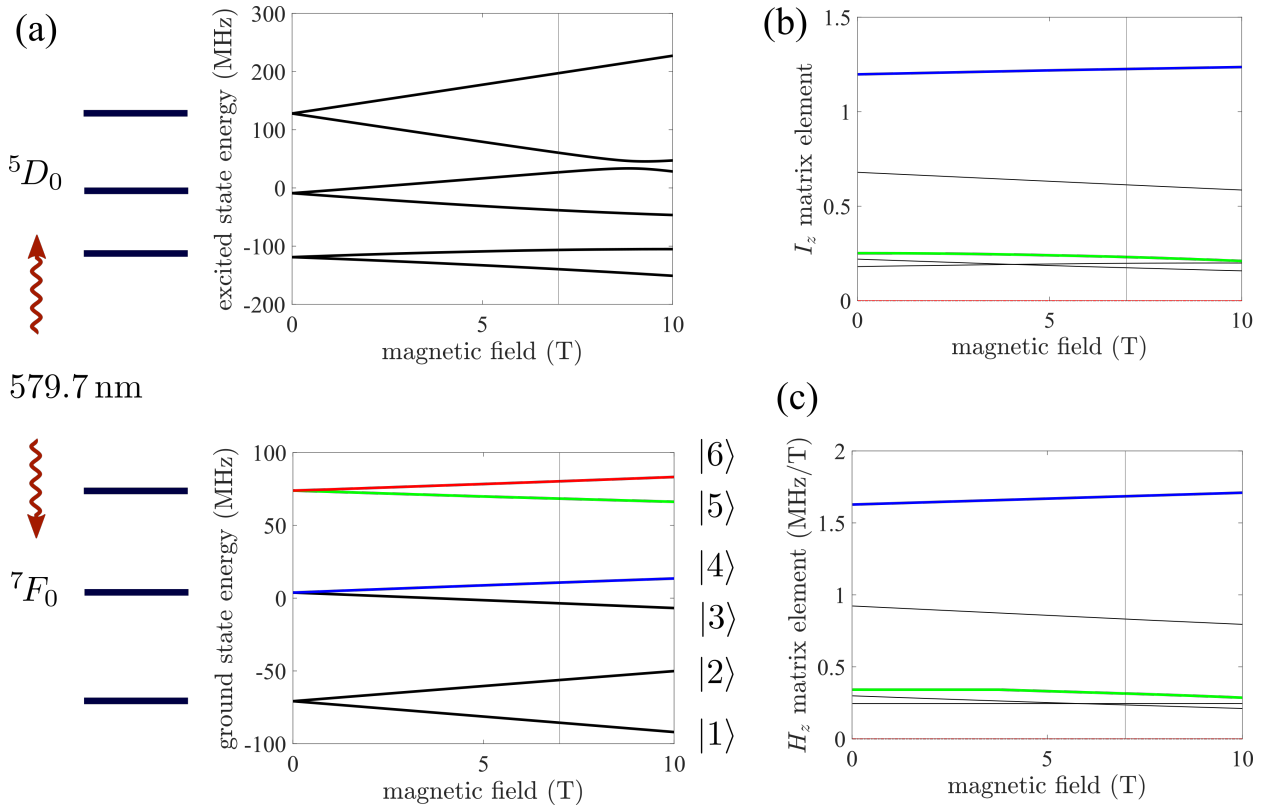 (a)
excited state energy (MHz)
300
200
100
0
-100
-200
0
5
10
magnetic field (T)
⁵D₀
579.7 nm
⁷F₀
ground state energy (MHz)
100
50
0
-50
-100
0
5
10
magnetic field (T)
|6⟩
|5⟩
|4⟩
|3⟩
|2⟩
|1⟩
(b)
I_z matrix element
1.5
1
0.5
0
0
5
10
magnetic field (T)
(c)
H_z matrix element (MHz/T)
2
1.5
1
0.5
0
0
5
10
magnetic field (T)